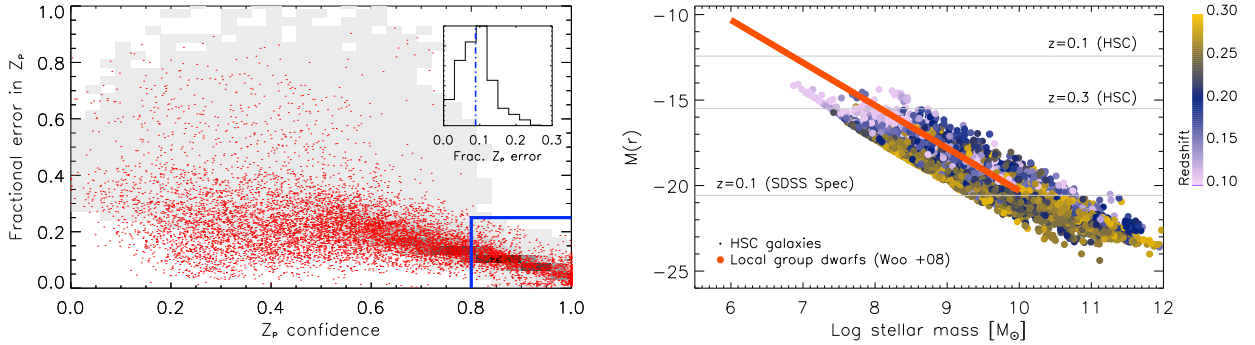 Fractional error in Zₚ
1.0
0.8
0.6
0.4
0.2
0.0
0.0 0.2 0.4 0.6 0.8 1.0
Zₚ confidence
0.0 0.1 0.2 0.3
Frac. Zₚ error
M(r)
−10
−15
−20
−25
z=0.1 (HSC)
z=0.3 (HSC)
z=0.1 (SDSS Spec)
HSC galaxies
Local group dwarfs (Woo +08)
6 7 8 9 10 11 12
Log stellar mass [M☉]
Redshift
0.30
0.25
0.20
0.15
0.10